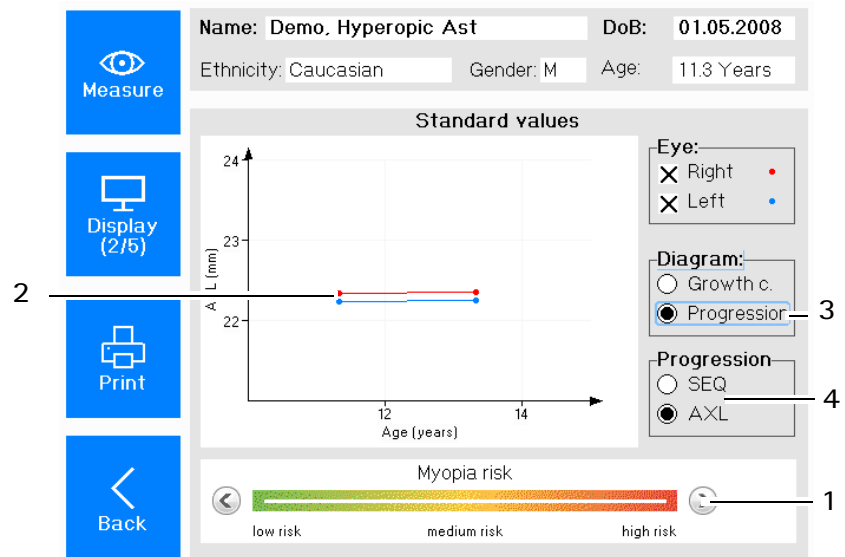 Measure
Display
(2/5)
Print
Back
Name: Demo, Hyperopic Ast
DoB: 01.05.2008
Ethnicity: Caucasian
Gender: M
Age: 11.3 Years
Standard values
24
23
22
A L (mm)
12
14
Age (years)
Eye:
Right
Left
Diagram:
Growth c.
Progression
Progression
SEQ
AXL
Myopia risk
low risk
medium risk
high risk
2
3
4
1